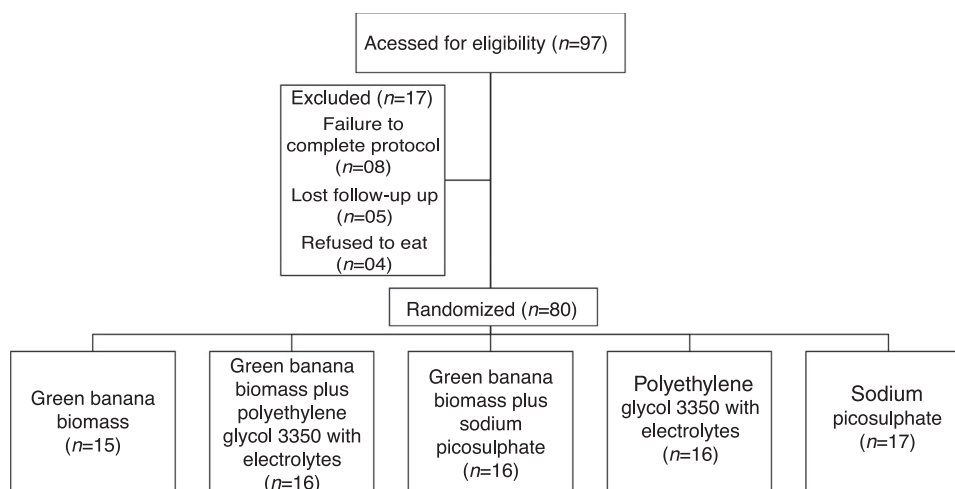 Acessed for eligibility (n=97)
Excluded (n=17)
Failure to
complete protocol
(n=08)
Lost follow-up up
(n=05)
Refused to eat
(n=04)
Randomized (n=80)
Green banana
biomass
(n=15)
Green banana
biomass plus
polyethylene
glycol 3350 with
electrolytes
(n=16)
Green banana
biomass plus
sodium
picosulphate
(n=16)
Polyethylene
glycol 3350 with
electrolytes
(n=16)
Sodium
picosulphate
(n=17)